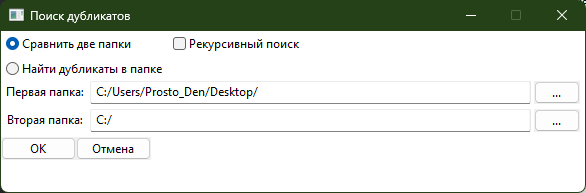 Поиск дубликатов
Сравнить две папки Рекурсивный поиск
Найти дубликаты в папке
Первая папка: C:/Users/Prosto_Den/Desktop/ ...
Вторая папка: C:/ ...
OK Отмена